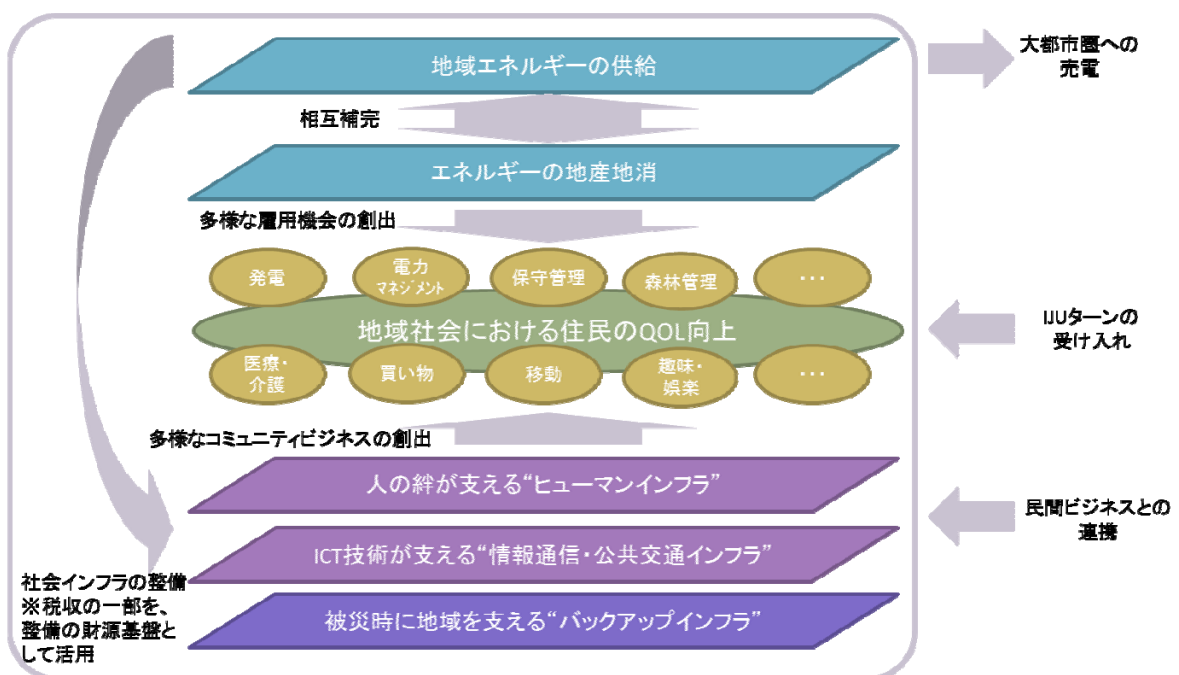 地域エネルギーの供給
大都市圏への
売電
相互補完
エネルギーの地産地消
多様な雇用機会の創出
発電
電力
マネジメント
保守管理
森林管理
・・・
地域社会における住民のQOL向上
IJUターンの
受け入れ
医療・
介護
買い物
移動
趣味・
娯楽
・・・
多様なコミュニティビジネスの創出
人の絆が支える“ヒューマンインフラ”
民間ビジネスとの
連携
ICT技術が支える“情報通信・公共交通インフラ”
社会インフラの整備
※税収の一部を、
整備の財源基盤と
して活用
被災時に地域を支える“バックアップインフラ”